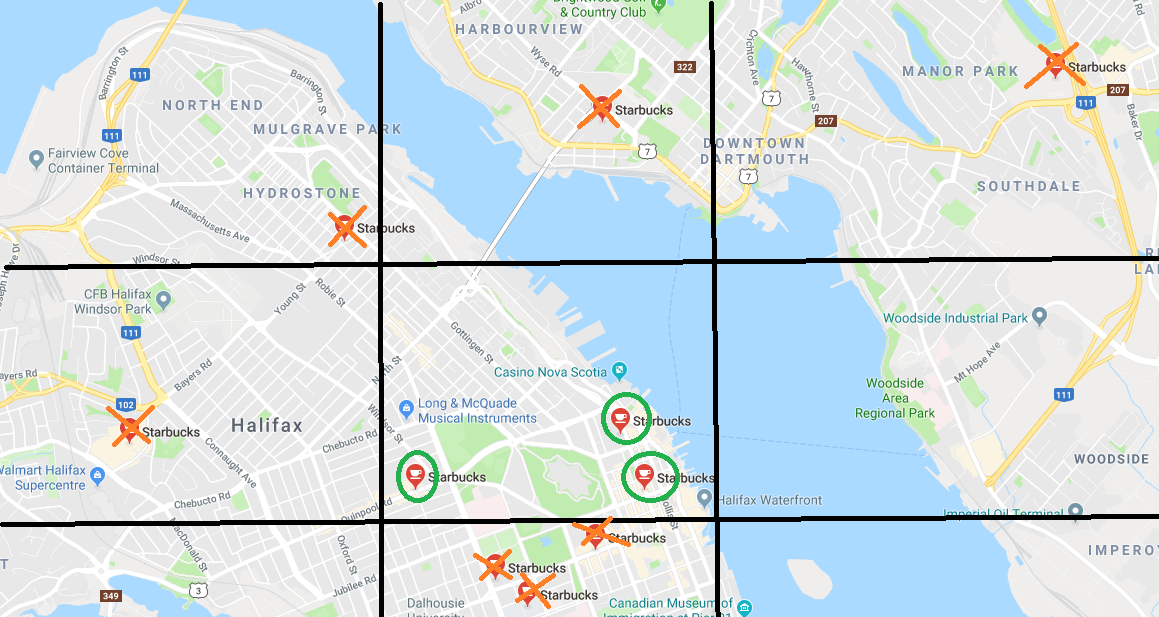 Albro
Brightwood Golf
& Country Club
HARBOURVIEW
Barrington St
111
Barrington St
Wyse Rd
322
Crichton Ave
Hawthorne St
7
MANOR PARK
Starbucks
207
111
Baker Dr
NORTH END
Starbucks
207
MULGRAVE PARK
111
7
DOWNTOWN
DARTMOUTH
7
Fairview Cove
Container Terminal
HYDROSTONE
SOUTHDALE
Massachusetts Ave
Starbucks
Windsor St
CFB Halifax
Windsor Park
Young St
Robie St
111
Gottingen St
Woodside Industrial Park
Mt Hope Ave
Bayers Rd
North St
Casino Nova Scotia
Woodside
Area
Regional Park
111
102
Long & McQuade
Musical Instruments
Windsor St
Starbucks
Halifax
Starbucks
Chebucto Rd
Connaught Ave
WOODSIDE
Walmart Halifax
Supercentre
Starbucks
Starbucks
Halifax Waterfront
Chebucto Rd
Quinpool Rd
Hollis St
Imperial Oil Terminal
MacDonald St
Oxford St
Starbucks
Starbucks
Jubilee Rd
Starbucks
349
3
Dalhousie
University
Canadian Museum of
Immigration at Pier 21